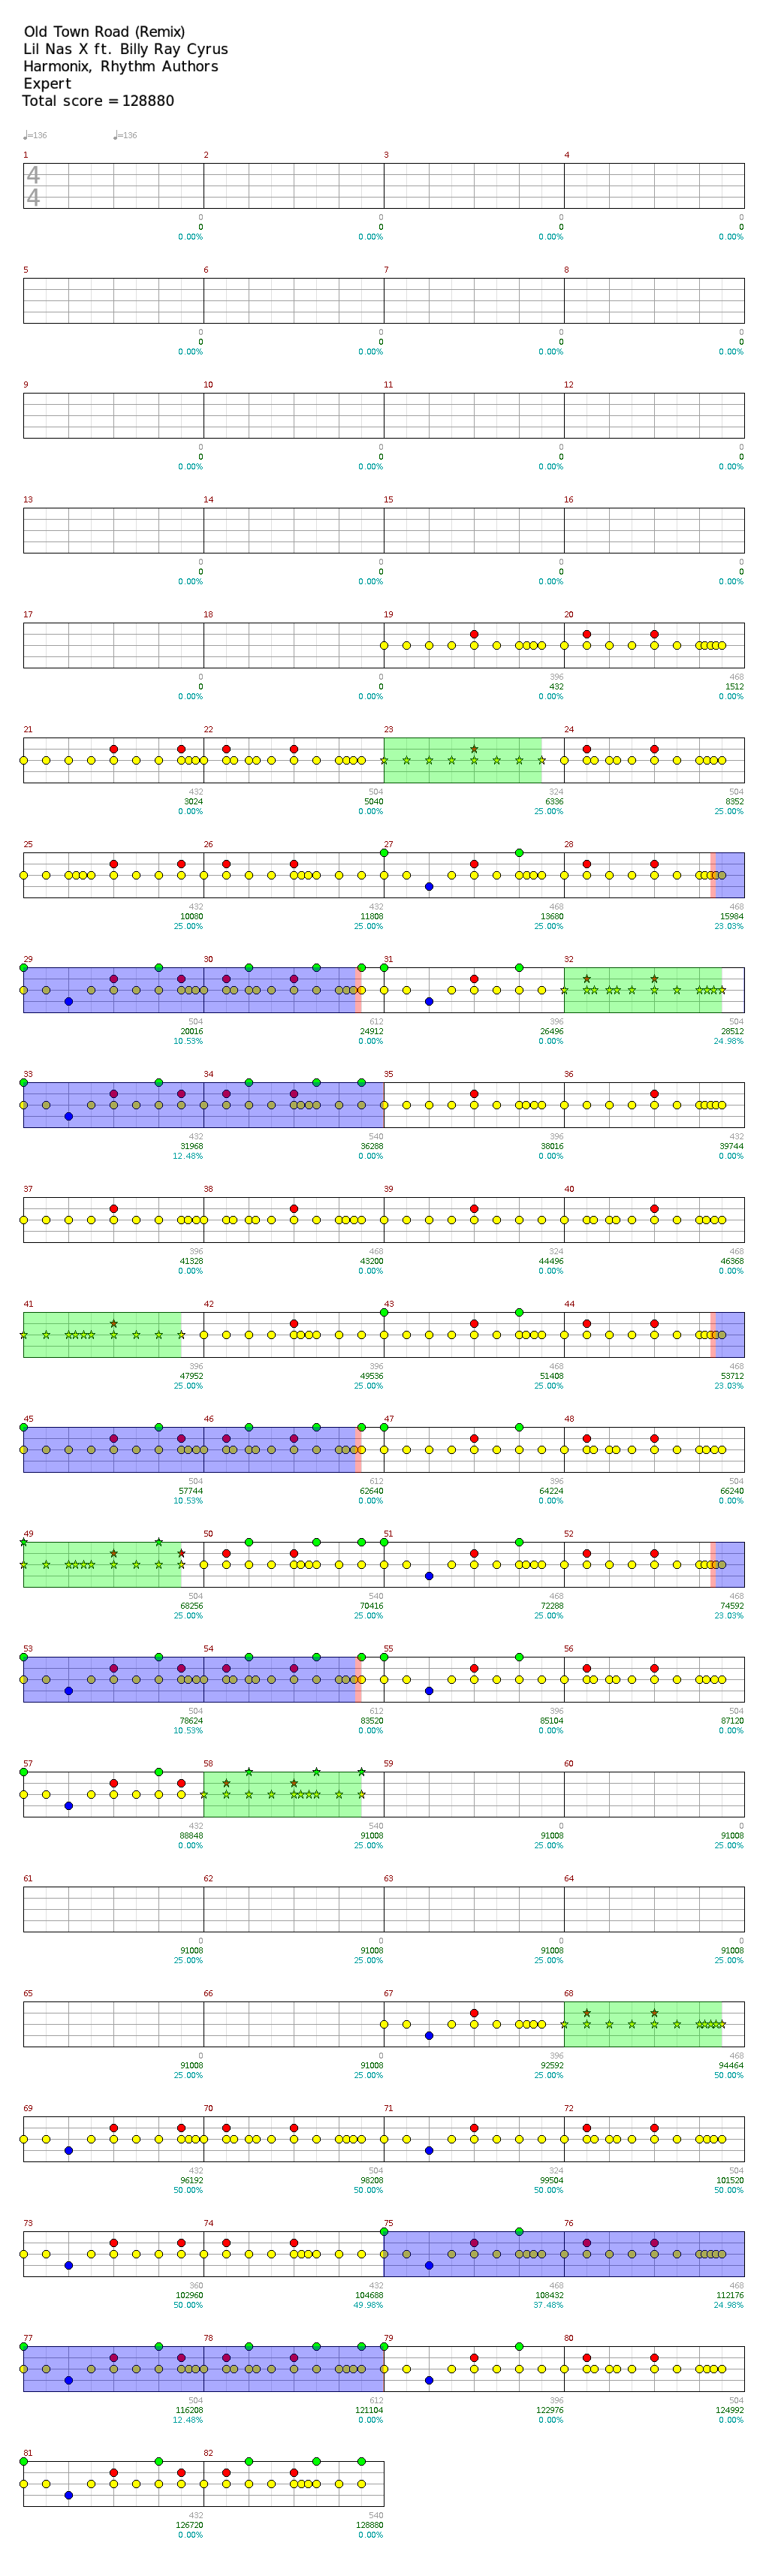 Old Town Road (Remix)
Lil Nas X ft. Billy Ray Cyrus
Harmonix, Rhythm Authors
Expert
Total score = 128880
♩=136 ♩=136
1 2 3 4
4
4
0 0 0 0
0 0 0 0
0.00% 0.00% 0.00% 0.00%
5 6 7 8
0 0 0 0
0 0 0 0
0.00% 0.00% 0.00% 0.00%
9 10 11 12
0 0 0 0
0 0 0 0
0.00% 0.00% 0.00% 0.00%
13 14 15 16
0 0 0 0
0 0 0 0
0.00% 0.00% 0.00% 0.00%
17 18 19 20
0 0 396 468
0 0 432 1512
0.00% 0.00% 0.00% 0.00%
21 22 23 24
432 504 324 504
3024 5040 6336 8352
0.00% 0.00% 25.00% 25.00%
25 26 27 28
432 432 468 468
10080 11808 13680 15984
25.00% 25.00% 25.00% 23.03%
29 30 31 32
504 612 396 504
20016 24912 26496 28512
10.53% 0.00% 0.00% 24.98%
33 34 35 36
432 540 396 432
31968 36288 38016 39744
12.48% 0.00% 0.00% 0.00%
37 38 39 40
396 468 324 468
41328 43200 44496 46368
0.00% 0.00% 0.00% 0.00%
41 42 43 44
396 396 468 468
47952 49536 51408 53712
25.00% 25.00% 25.00% 23.03%
45 46 47 48
504 612 396 504
57744 62640 64224 66240
10.53% 0.00% 0.00% 0.00%
49 50 51 52
504 540 468 468
68256 70416 72288 74592
25.00% 25.00% 25.00% 23.03%
53 54 55 56
504 612 396 504
78624 83520 85104 87120
10.53% 0.00% 0.00% 0.00%
57 58 59 60
432 540 0 0
88848 91008 91008 91008
0.00% 25.00% 25.00% 25.00%
61 62 63 64
0 0 0 0
91008 91008 91008 91008
25.00% 25.00% 25.00% 25.00%
65 66 67 68
0 0 396 468
91008 91008 92592 94464
25.00% 25.00% 25.00% 50.00%
69 70 71 72
432 504 324 504
96192 98208 99504 101520
50.00% 50.00% 50.00% 50.00%
73 74 75 76
360 432 468 468
102960 104688 108432 112176
50.00% 49.98% 37.48% 24.98%
77 78 79 80
504 612 396 504
116208 121104 122976 124992
12.48% 0.00% 0.00% 0.00%
81 82
432 540
126720 128880
0.00% 0.00%